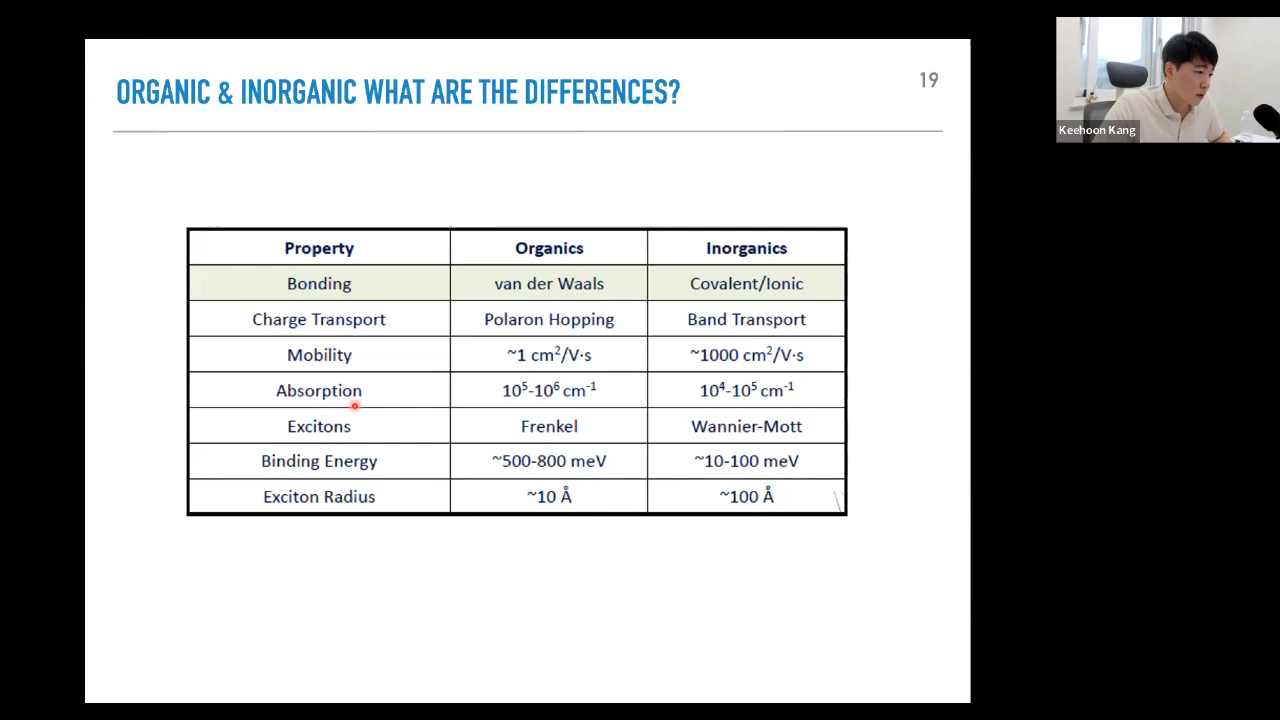 ORGANIC & INORGANIC WHAT ARE THE DIFFERENCES?
19
Keehoon Kang
Property Organics Inorganics
Bonding van der Waals Covalent/Ionic
Charge Transport Polaron Hopping Band Transport
Mobility ~1 cm²/V·s ~1000 cm²/V·s
Absorption 10⁵-10⁶ cm⁻¹ 10⁴-10⁵ cm⁻¹
Excitons Frenkel Wannier-Mott
Binding Energy ~500-800 meV ~10-100 meV
Exciton Radius ~10 Å ~100 Å